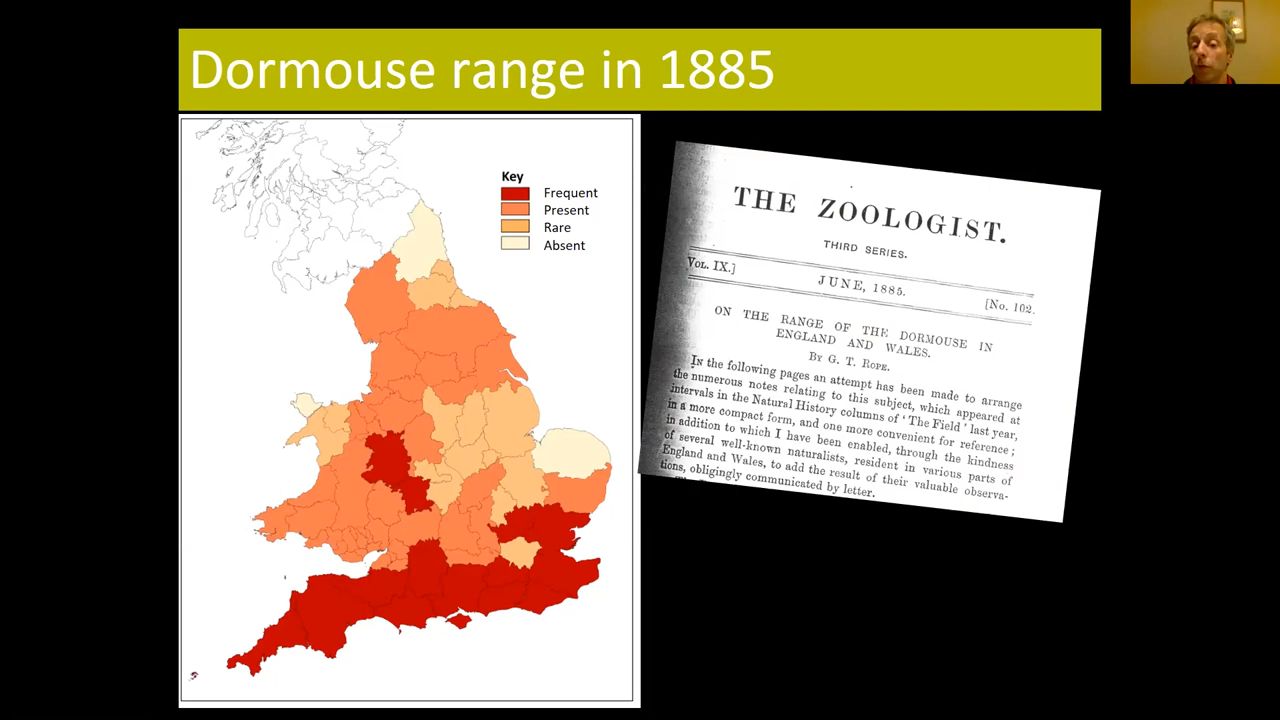 Dormouse range in 1885
Key
Frequent
Present
Rare
Absent
THE ZOOLOGIST.
THIRD SERIES.
VOL. IX.]
JUNE, 1885.
[No. 102.
ON THE RANGE OF THE DORMOUSE IN
ENGLAND AND WALES.
BY G. T. ROPE.
IN the following pages an attempt has been made to arrange
the numerous notes relating to this subject, which appeared at
intervals in the Natural History columns of 'The Field' last year,
in a more compact form, and one more convenient for reference;
in addition to which I have been enabled, through the kindness
of several well-known naturalists, resident in various parts of
England and Wales, to add the result of their valuable observa-
tions, obligingly communicated by letter.